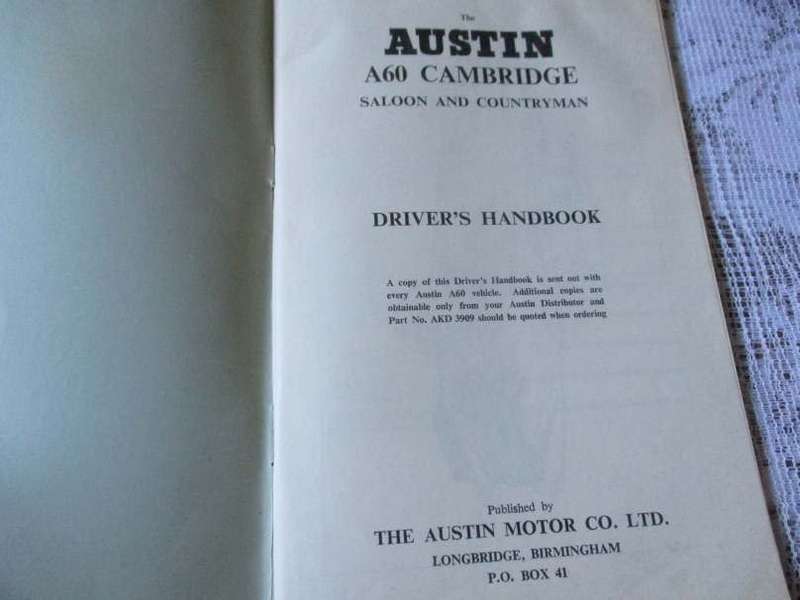 The
AUSTIN
A60 CAMBRIDGE
SALOON AND COUNTRYMAN
DRIVER'S HANDBOOK
A copy of this Driver's Handbook is sent out with
every Austin A60 vehicle. Additional copies are
obtainable only from your Austin Distributor and
Part No. AKD 3909 should be quoted when ordering
Published by
THE AUSTIN MOTOR CO. LTD.
LONGBRIDGE, BIRMINGHAM
P.O. BOX 41